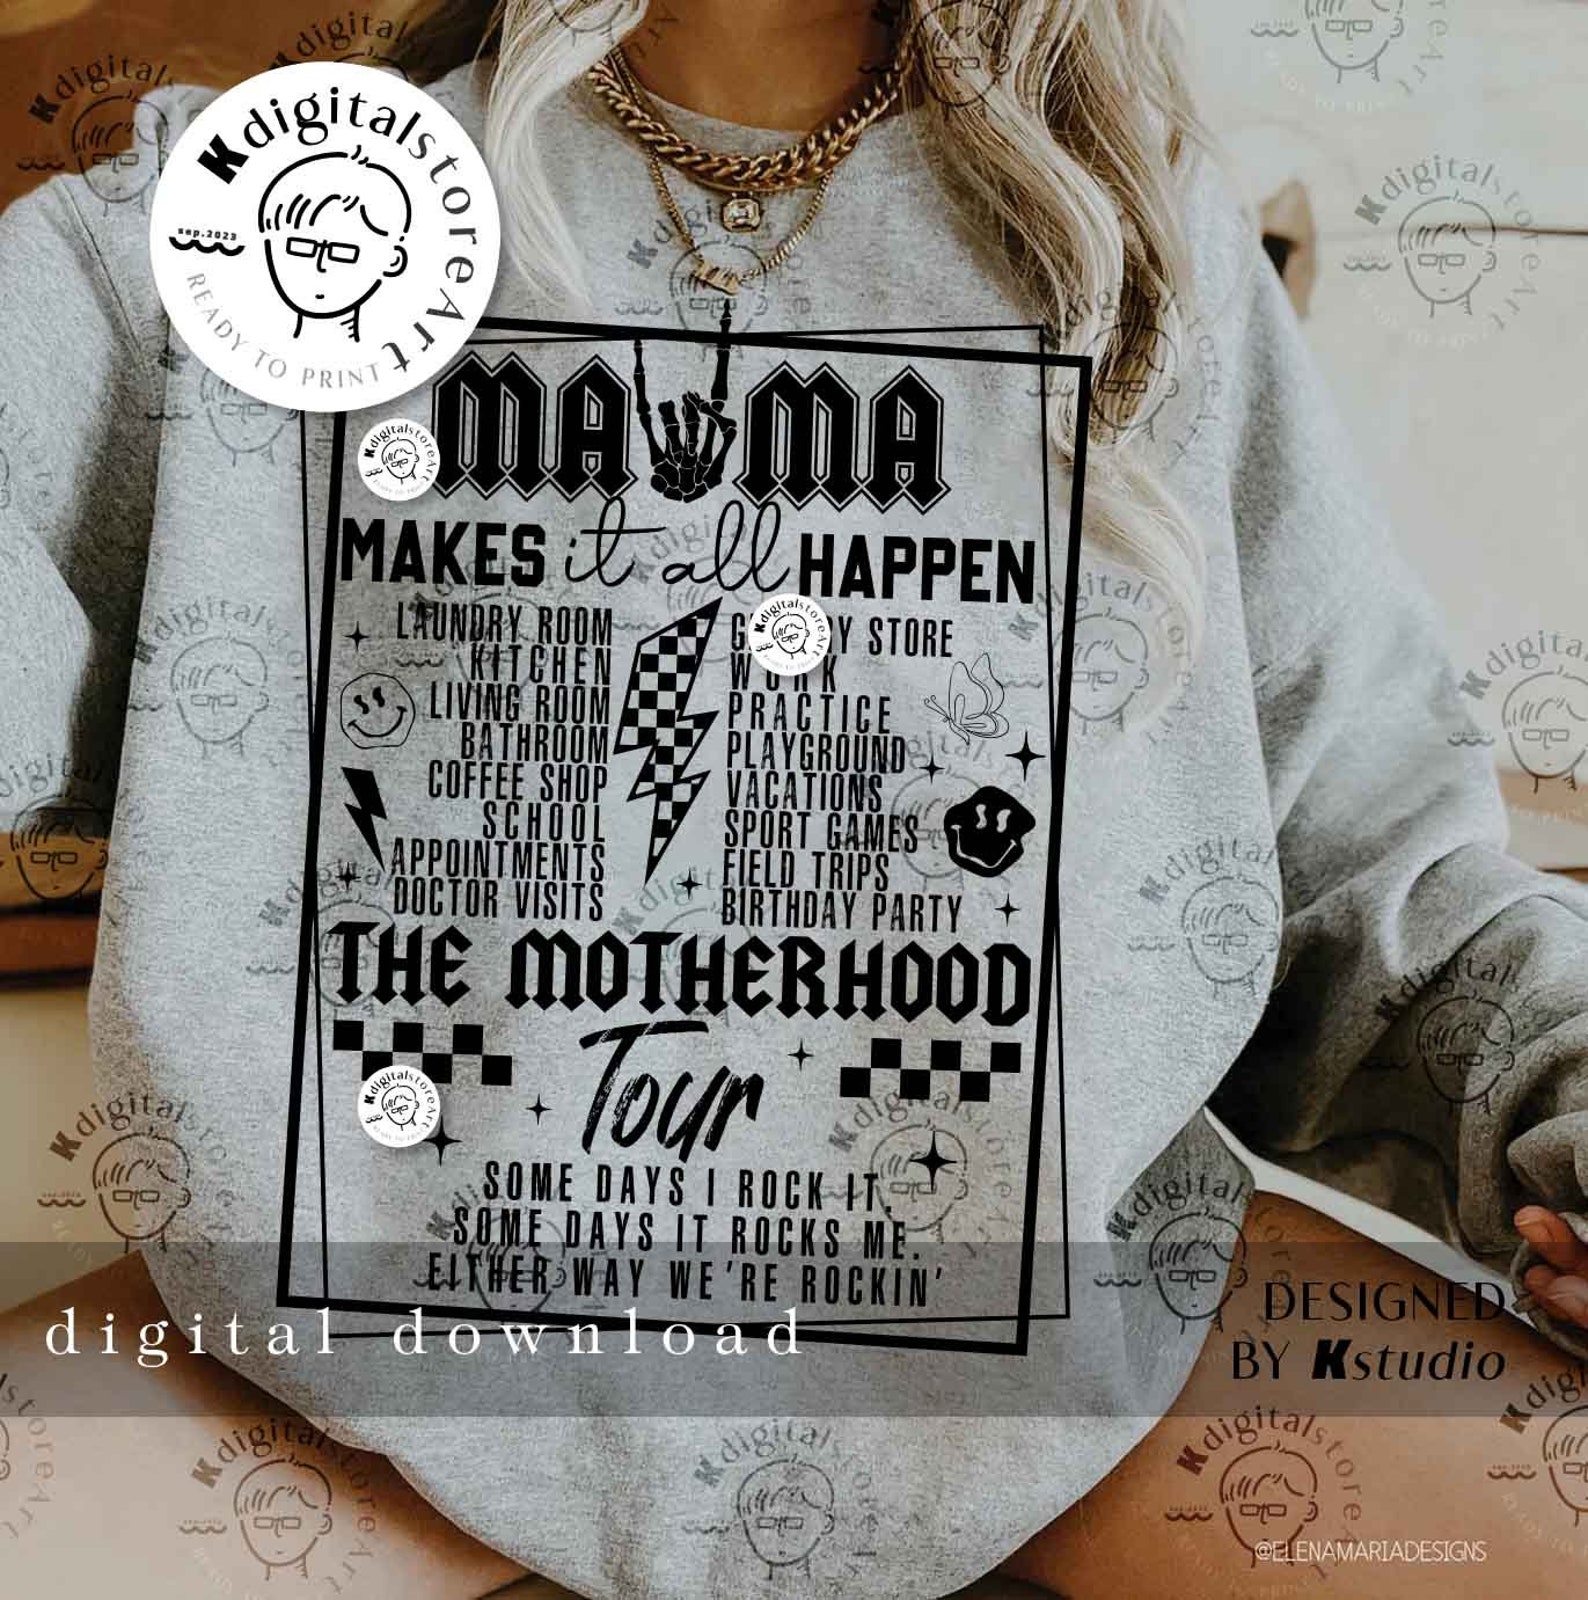 Kdigitalstoreart
sep.2023
READY TO PRINT
MAMA
MAKES it all HAPPEN
LAUNDRY ROOM
KITCHEN
LIVING ROOM
BATHROOM
COFFEE SHOP
SCHOOL
APPOINTMENTS
DOCTOR VISITS
STORE
WORK
PRACTICE
PLAYGROUND
VACATIONS
SPORT GAMES
FIELD TRIPS
BIRTHDAY PARTY
THE MOTHERHOOD
Tour
SOME DAYS I ROCK IT.
SOME DAYS IT ROCKS ME.
EITHER WAY WE'RE ROCKIN'
digital download
DESIGNED
BY Kstudio
@ELENAMARIADESIGNS